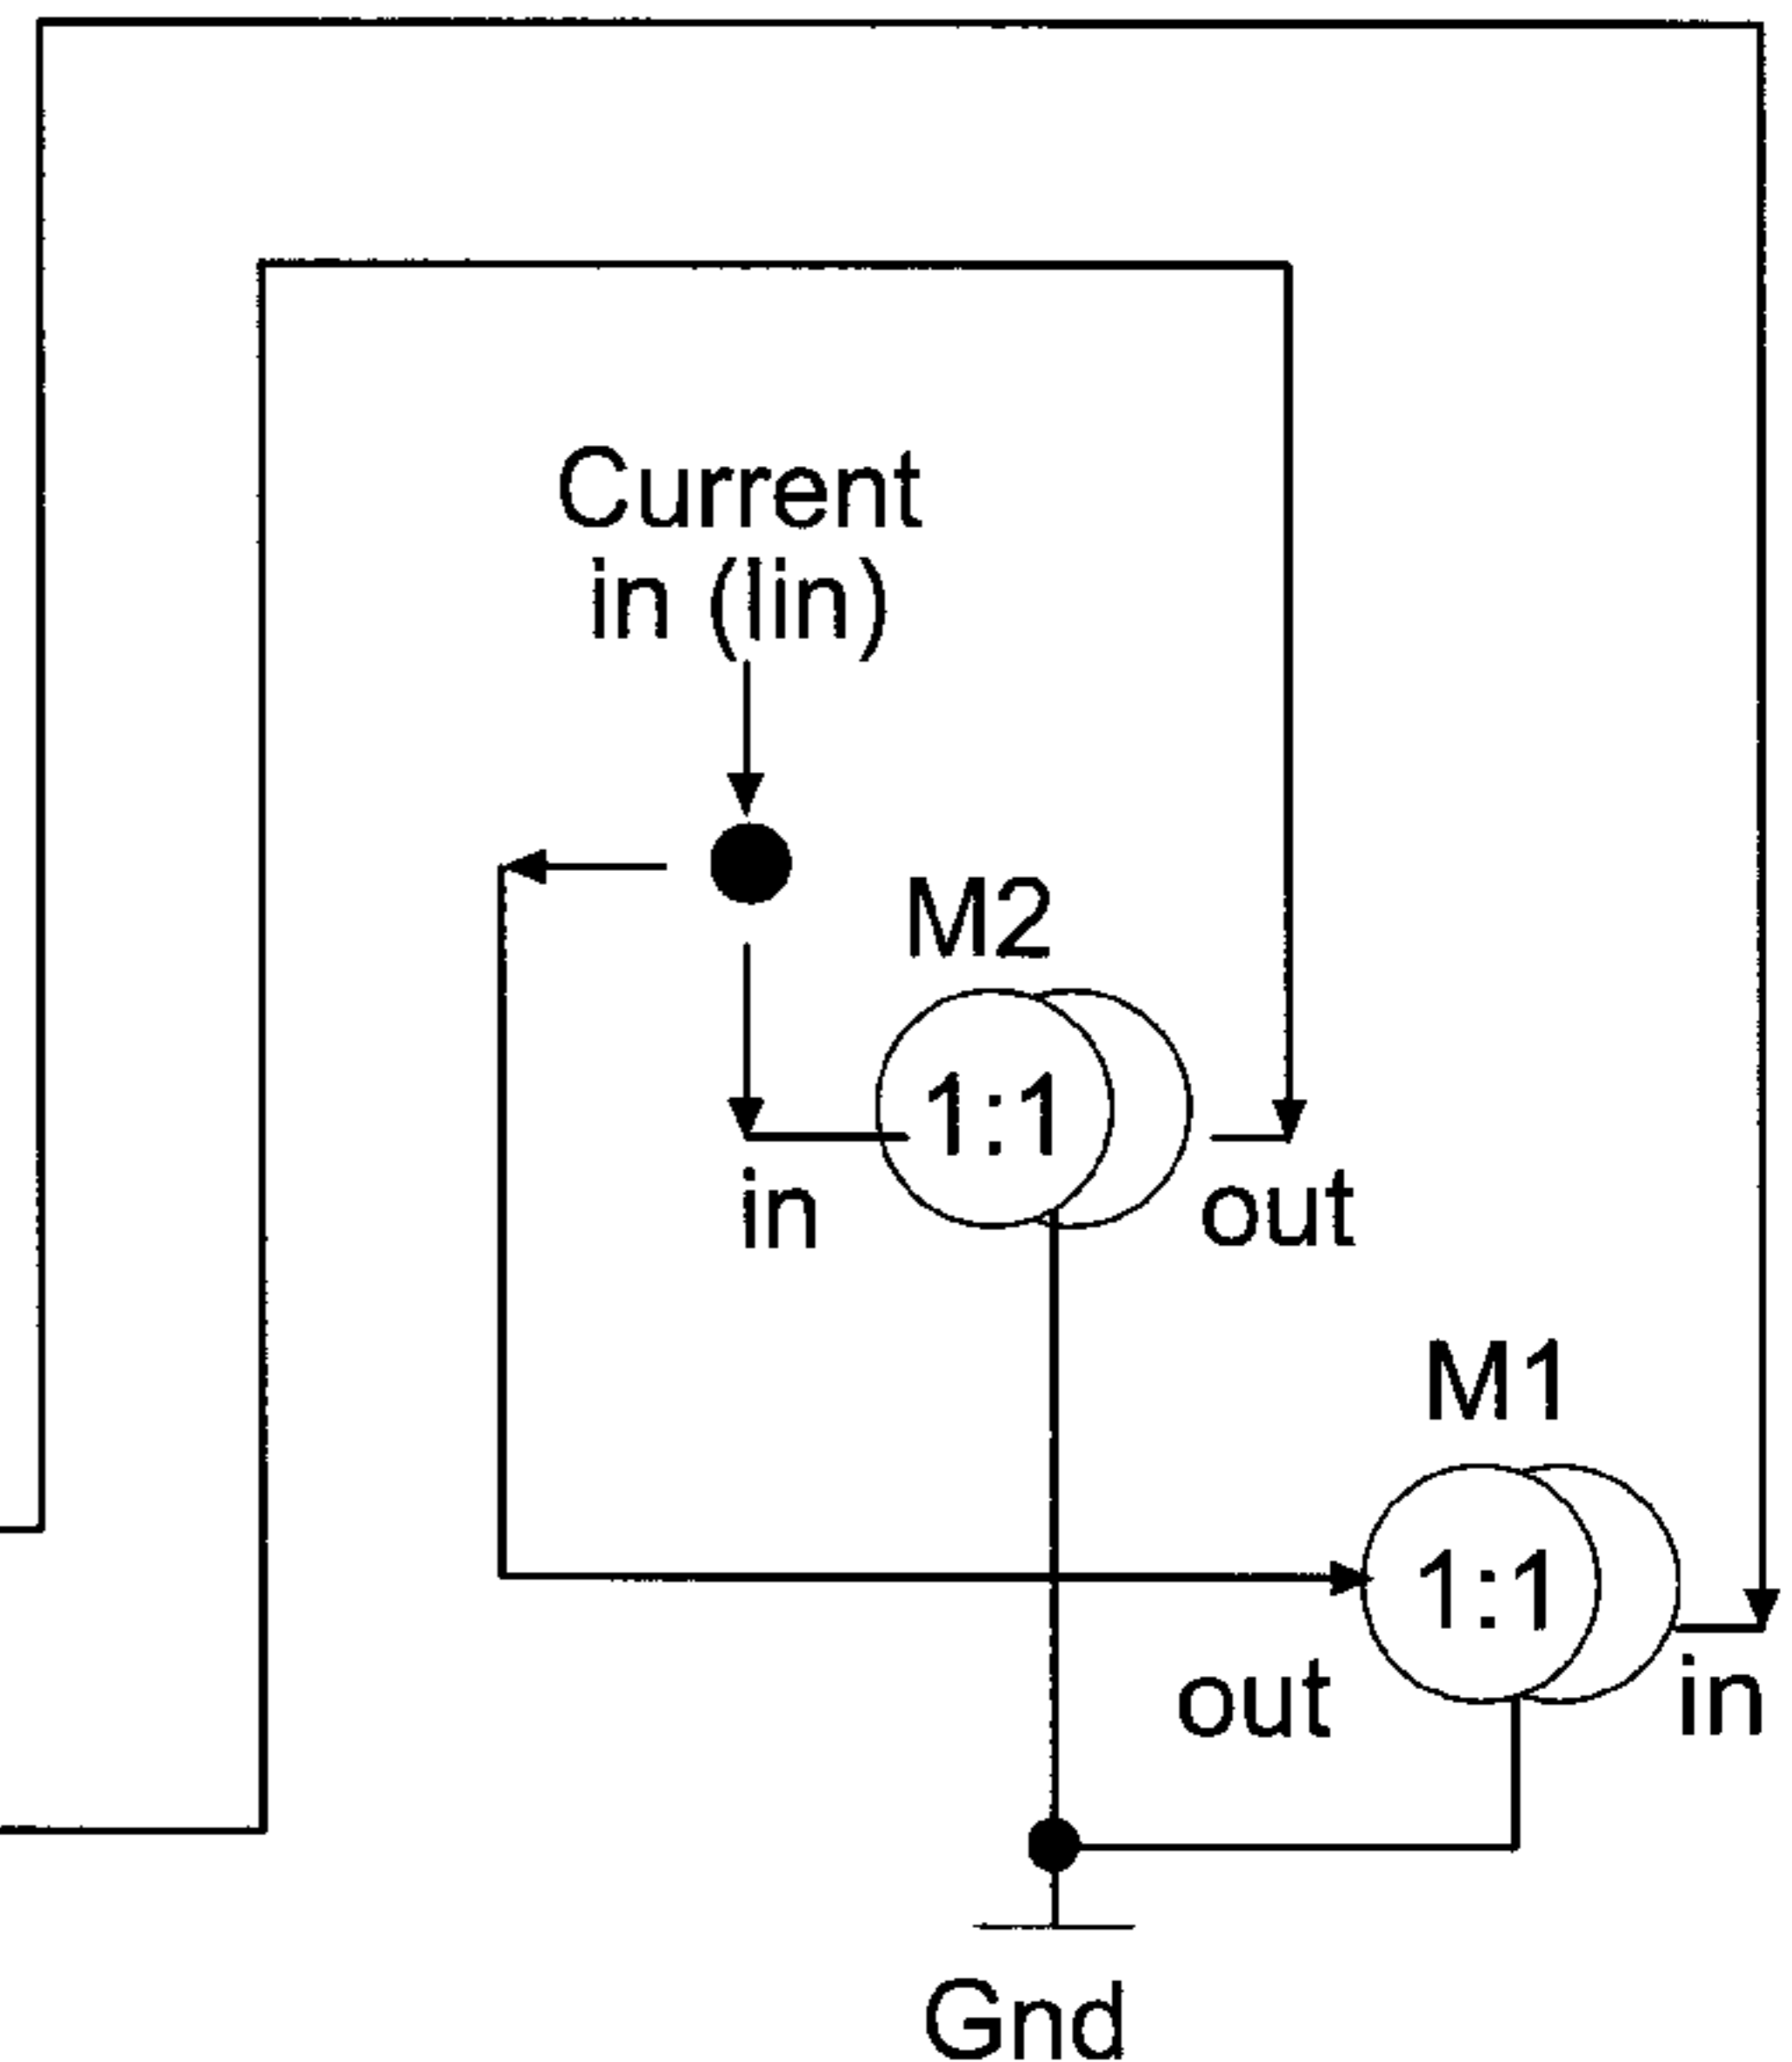 Current
in (Iin)
M2
1:1
in
out
M1
1:1
out
in
Gnd